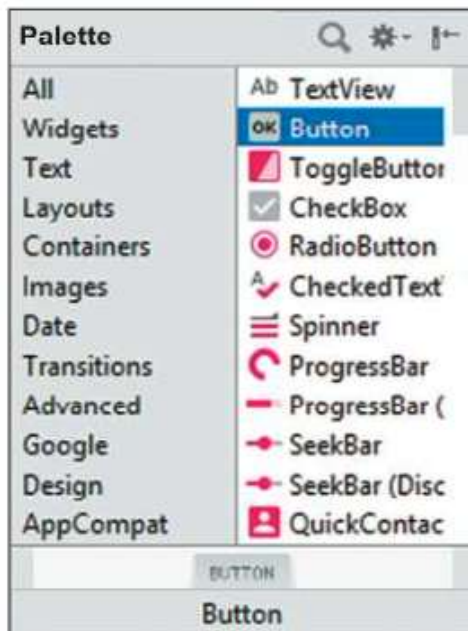 Palette
All
Widgets
Text
Layouts
Containers
Images
Date
Transitions
Advanced
Google
Design
AppCompat
Ab TextView
OK Button
ToggleButtor
CheckBox
RadioButton
A CheckedText
Spinner
ProgressBar
ProgressBar (
SeekBar
SeekBar (Disc
QuickContac
BUTTON
Button